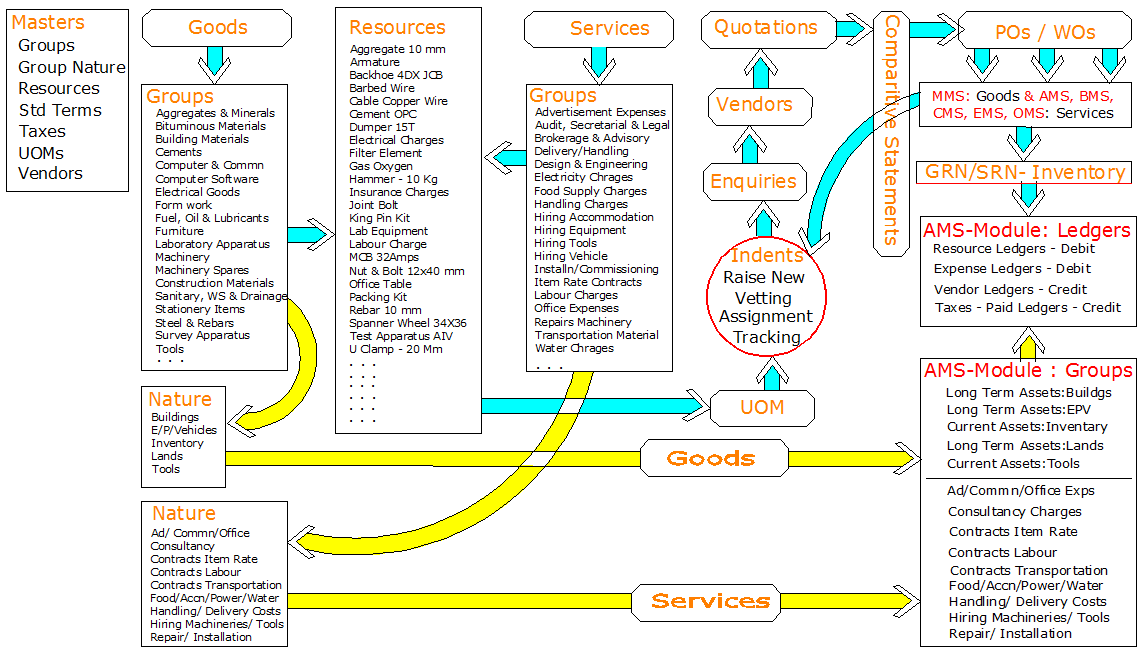 Masters
Groups
Group Nature
Resources
Std Terms
Taxes
UOMs
Vendors
Goods
Groups
Aggregates & Minerals
Bituminous Materials
Building Materials
Cements
Computer & Commn
Computer Software
Electrical Goods
Form work
Fuel, Oil & Lubricants
Furniture
Laboratory Apparatus
Machinery
Machinery Spares
Construction Materials
Sanitary, WS & Drainage
Stationery Items
Steel & Rebars
Survey Apparatus
Tools
. . .
Resources
Aggregate 10 mm
Armature
Backhoe 4DX JCB
Barbed Wire
Cable Copper Wire
Cement OPC
Dumper 15T
Electrical Charges
Filter Element
Gas Oxygen
Hammer - 10 Kg
Insurance Charges
Joint Bolt
King Pin Kit
Lab Equipment
Labour Charge
MCB 32Amps
Nut & Bolt 12x40 mm
Office Table
Packing Kit
Rebar 10 mm
Spanner Wheel 34X36
Test Apparatus AIV
U Clamp - 20 Mm
. . .
. . .
. . .
. . .
. . .
. . .
Services
Groups
Advertisement Expenses
Audit, Secretarial & Legal
Brokerage & Advisory
Delivery/Handling
Design & Engineering
Electricity Chrages
Food Supply Charges
Handling Charges
Hiring Accommodation
Hiring Equipment
Hiring Tools
Hiring Vehicle
Installn/Commissioning
Item Rate Contracts
Labour Charges
Office Expenses
Repairs Machinery
Transportation Material
Water Chrages
. . .
Quotations
Vendors
Enquiries
Indents
Raise New
Vetting
Assignment
Tracking
UOM
Comparitive Statements
POs / WOs
MMS: Goods & AMS, BMS,
CMS, EMS, OMS: Services
GRN/SRN- Inventory
AMS-Module: Ledgers
Resource Ledgers - Debit
Expense Ledgers - Debit
Vendor Ledgers - Credit
Taxes - Paid Ledgers - Credit
Nature
Buildings
E/P/Vehicles
Inventory
Lands
Tools
Goods
Nature
Ad/ Commn/Office
Consultancy
Contracts Item Rate
Contracts Labour
Contracts Transportation
Food/Accn/Power/Water
Handling/ Delivery Costs
Hiring Machineries/ Tools
Repair/ Installation
Services
AMS-Module : Groups
Long Term Assets:Buildgs
Long Term Assets:EPV
Current Assets:Inventary
Long Term Assets:Lands
Current Assets:Tools
Ad/Commn/Office Exps
Consultancy Charges
Contracts Item Rate
Contracts Labour
Contracts Transportation
Food/Accn/Power/Water
Handling/ Delivery Costs
Hiring Machineries/ Tools
Repair/ Installation